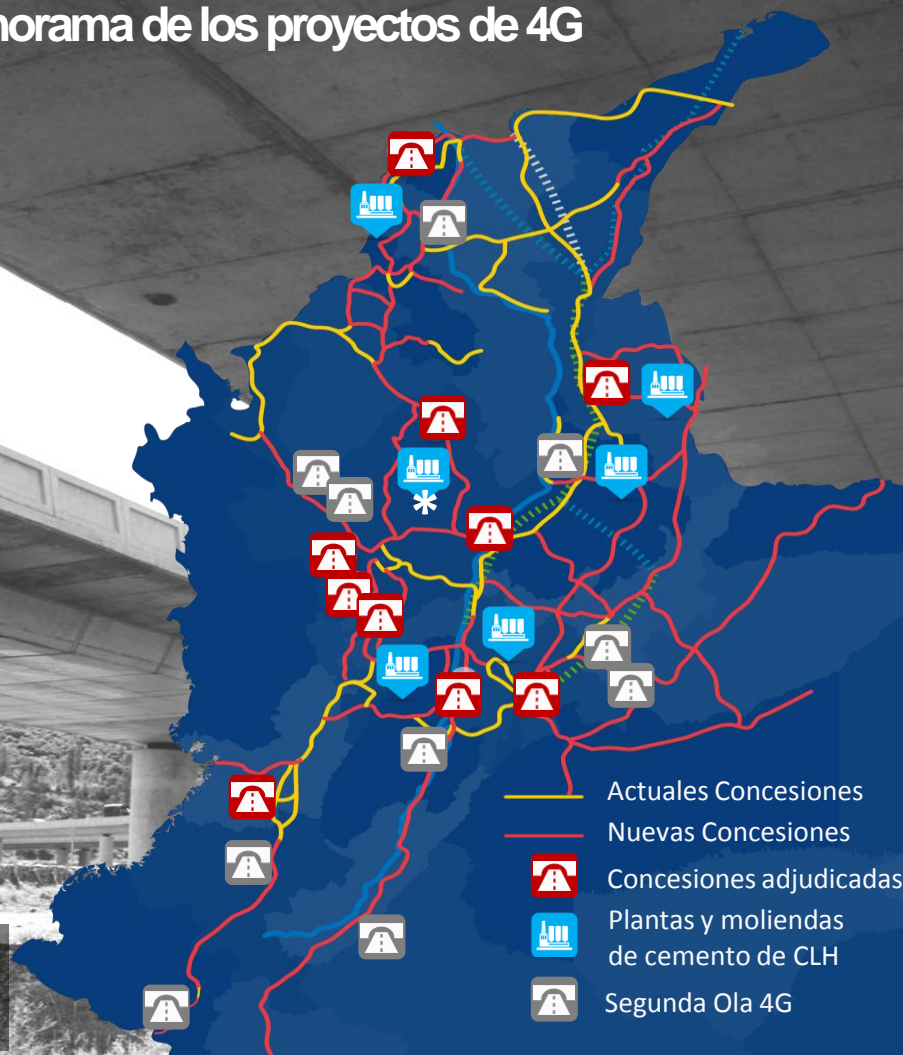 norama de los proyectos de 4G
*
Actuales Concesiones
Nuevas Concesiones
Concesiones adjudicadas
Plantas y moliendas
de cemento de CLH
Segunda Ola 4G